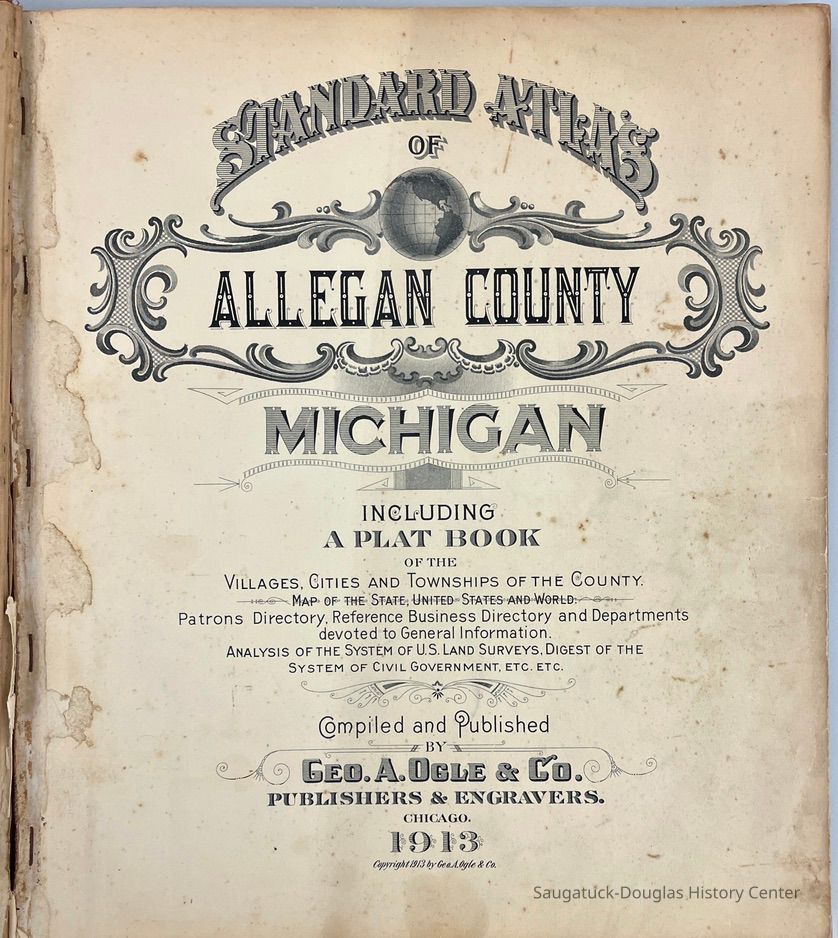 STANDARD ATLAS
OF
ALLEGAN COUNTY
MICHIGAN
INCLUDING
A PLAT BOOK
OF THE
VILLAGES, CITIES AND TOWNSHIPS OF THE COUNTY.
MAP OF THE STATE, UNITED STATES AND WORLD.
Patrons Directory, Reference Business Directory and Departments
devoted to General Information.
ANALYSIS OF THE SYSTEM OF U.S. LAND SURVEYS, DIGEST OF THE
SYSTEM OF CIVIL GOVERNMENT, ETC. ETC.
Compiled and Published
BY
GEO. A. OGLE & CO.
PUBLISHERS & ENGRAVERS.
CHICAGO.
1913
Copyright 1913 by Geo. A. Ogle & Co.
Saugatuck-Douglas History Center